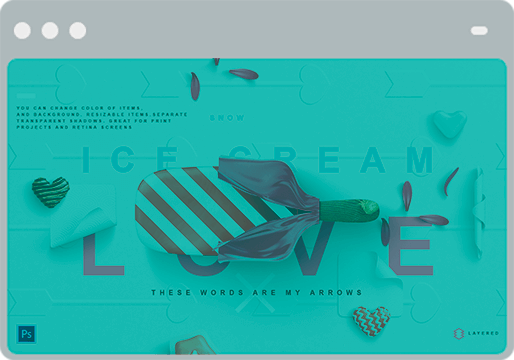 YOU CAN CHANGE COLOR OF ITEMS,
AND BACKGROUND, RESIZABLE ITEMS,SEPARATE
TRANSPARENT SHADOWS, GREAT FOR PRINT
PROJECTS AND RETINA SCREENS
SHOW
ICE CREAM
LOVE
THESE WORDS ARE MY ARROWS
Ps
LAYERED